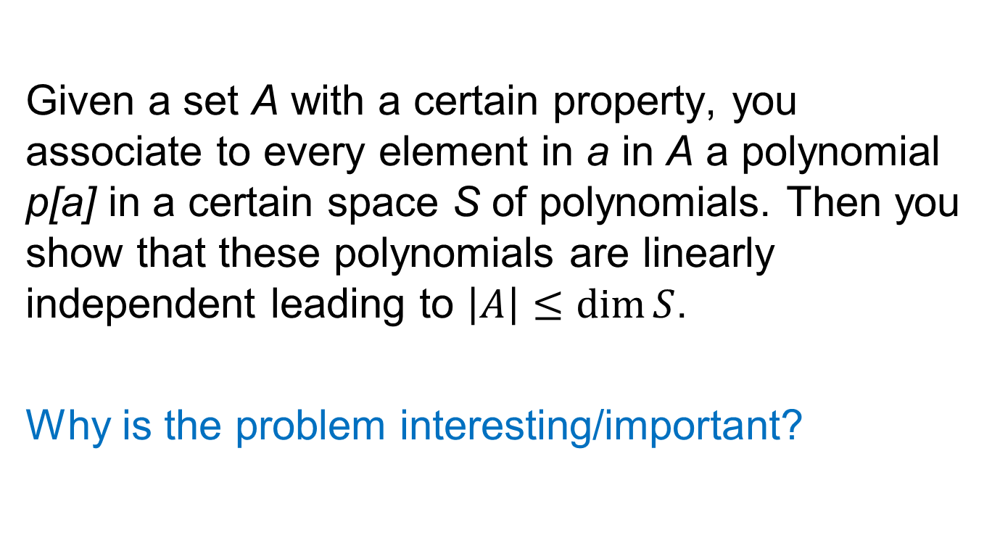 Given a set A with a certain property, you
associate to every element in a in A a polynomial
p[a] in a certain space S of polynomials. Then you
show that these polynomials are linearly
independent leading to |A| ≤ dim S.
Why is the problem interesting/important?